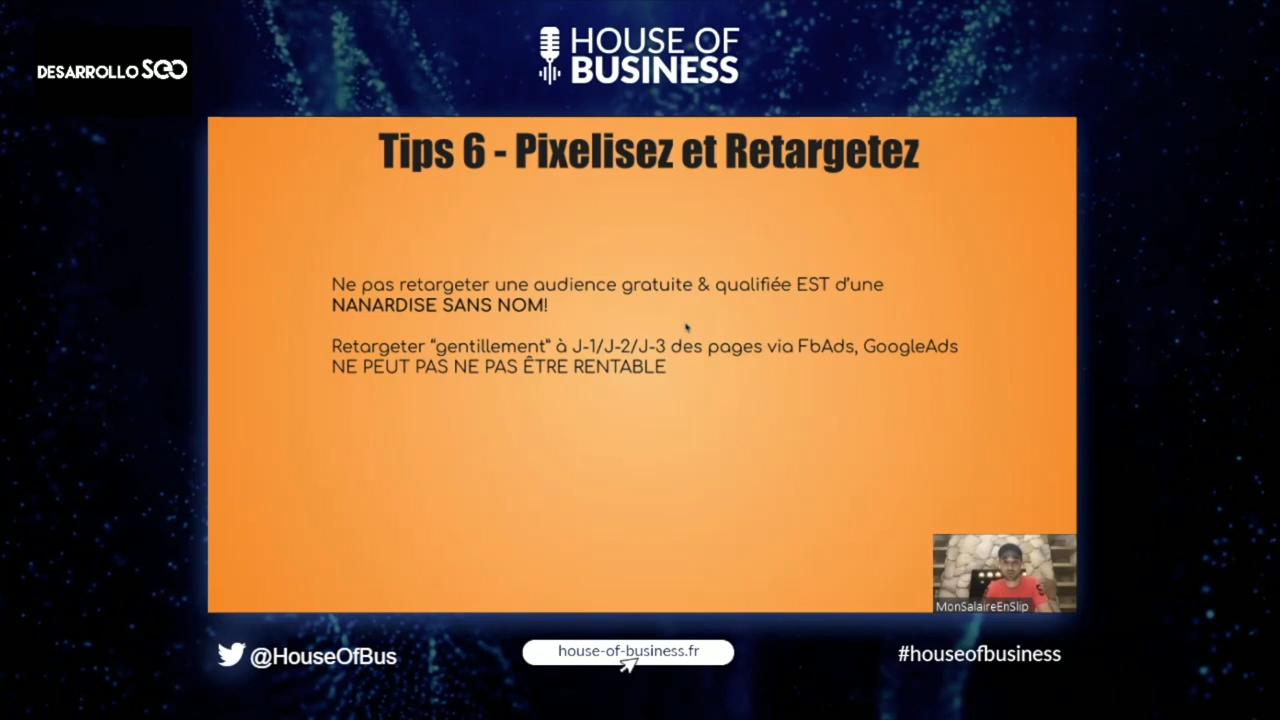 DESARROLLO SEO
HOUSE OF
BUSINESS
Tips 6 - Pixelisez et Retargetez
Ne pas retargeter une audience gratuite & qualifiée EST d'une
NANARDISE SANS NOM!
Retargeter “gentillement” à J-1/J-2/J-3 des pages via FbAds, GoogleAds
NE PEUT PAS NE PAS ÊTRE RENTABLE
MonSalaireEnSlip
@HouseOfBus
house-of-business.fr
#houseofbusiness